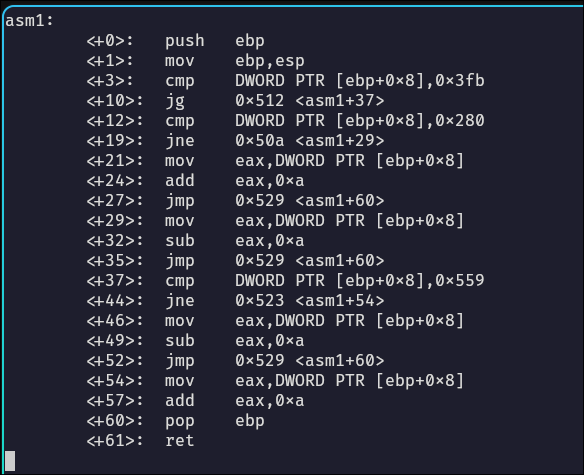 asm1:
<+0>: push ebp
<+1>: mov ebp,esp
<+3>: cmp DWORD PTR [ebp+0x8],0x3fb
<+10>: jg 0x512 <asm1+37>
<+12>: cmp DWORD PTR [ebp+0x8],0x280
<+19>: jne 0x50a <asm1+29>
<+21>: mov eax,DWORD PTR [ebp+0x8]
<+24>: add eax,0xa
<+27>: jmp 0x529 <asm1+60>
<+29>: mov eax,DWORD PTR [ebp+0x8]
<+32>: sub eax,0xa
<+35>: jmp 0x529 <asm1+60>
<+37>: cmp DWORD PTR [ebp+0x8],0x559
<+44>: jne 0x523 <asm1+54>
<+46>: mov eax,DWORD PTR [ebp+0x8]
<+49>: sub eax,0xa
<+52>: jmp 0x529 <asm1+60>
<+54>: mov eax,DWORD PTR [ebp+0x8]
<+57>: add eax,0xa
<+60>: pop ebp
<+61>: ret